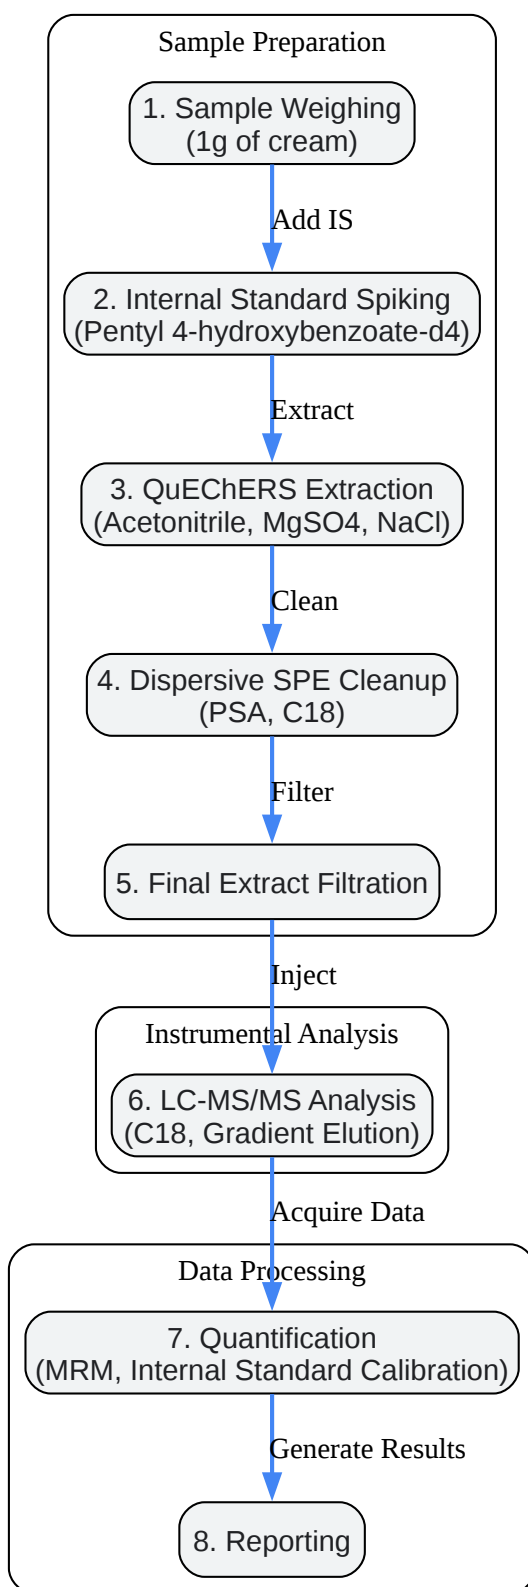 Sample Preparation
1. Sample Weighing
(1g of cream)
Add IS
2. Internal Standard Spiking
(Pentyl 4-hydroxybenzoate-d4)
Extract
3. QuEChERS Extraction
(Acetonitrile, MgSO4, NaCl)
Clean
4. Dispersive SPE Cleanup
(PSA, C18)
Filter
5. Final Extract Filtration
Inject
Instrumental Analysis
6. LC-MS/MS Analysis
(C18, Gradient Elution)
Acquire Data
Data Processing
7. Quantification
(MRM, Internal Standard Calibration)
Generate Results
8. Reporting